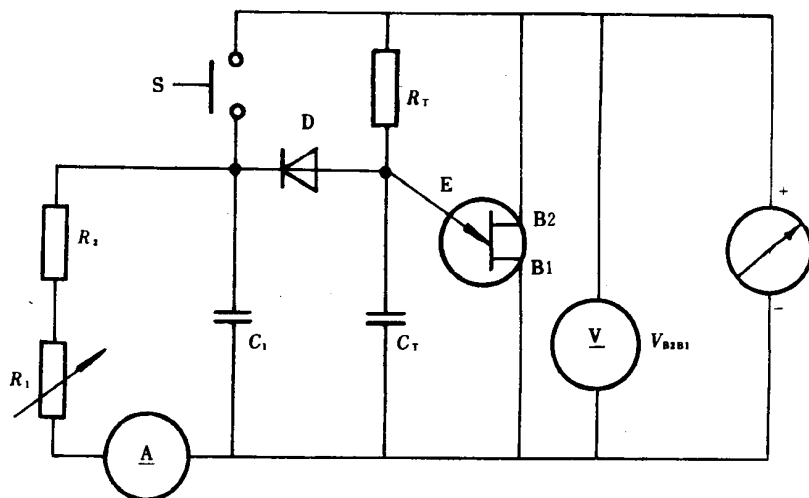 S
D
R_T
E
B2
B1
R_2
C_1
C_T
V
V_B2B1
+
-
R_1
A